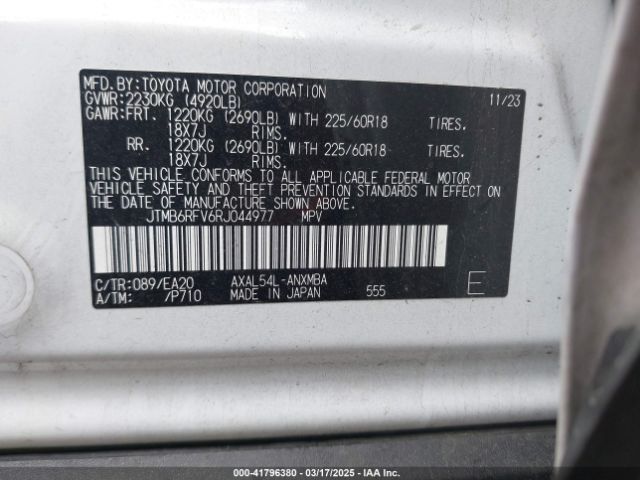 MFD.BY:TOYOTA MOTOR CORPORATION 11/23
GVWR:2230KG (4920LB)
GAWR:FRT. 1220KG (2690LB) WITH 225/60R18 TIRES.
18X7J RIMS.
RR. 1220KG (2690LB) WITH 225/60R18 TIRES.
18X7J RIMS.
THIS VEHICLE CONFORMS TO ALL APPLICABLE FEDERAL MOTOR
VEHICLE SAFETY AND THEFT PREVENTION STANDARDS IN EFFECT ON
THE DATE OF MANUFACTURE SHOWN ABOVE.
JTMB6RFV6RJ044977 MPV
C/TR:089/EA20 AXAL54L-ANXMBA
A/TM: /P710 MADE IN JAPAN 555 E
000-41796380 - 03/17/2025 - IAA Inc.